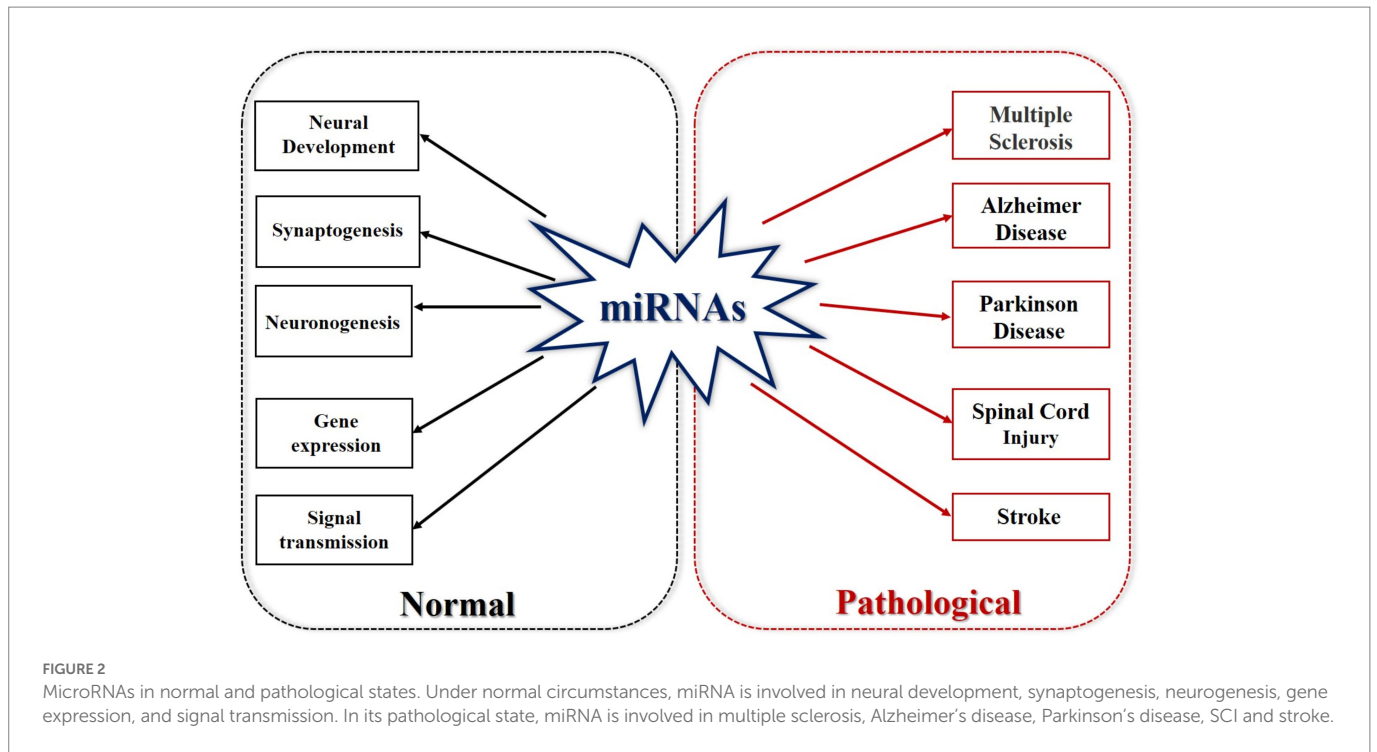 Neural
Development
Synaptogenesis
Neuronogenesis
Gene
expression
Signal
transmission
Normal
miRNAs
Multiple
Sclerosis
Alzheimer
Disease
Parkinson
Disease
Spinal Cord
Injury
Stroke
Pathological
FIGURE 2
MicroRNAs in normal and pathological states. Under normal circumstances, miRNA is involved in neural development, synaptogenesis, neurogenesis, gene
expression, and signal transmission. In its pathological state, miRNA is involved in multiple sclerosis, Alzheimer’s disease, Parkinson’s disease, SCI and stroke.